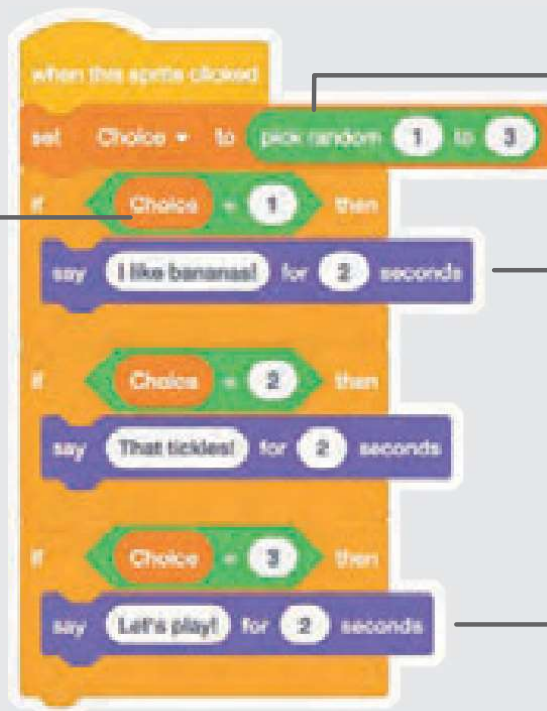 when this sprite clicked
set Choice to pick random 1 to 3
if Choice = 1 then
say I like bananas! for 2 seconds
if Choice = 2 then
say That tickles! for 2 seconds
if Choice = 3 then
say Let's play! for 2 seconds